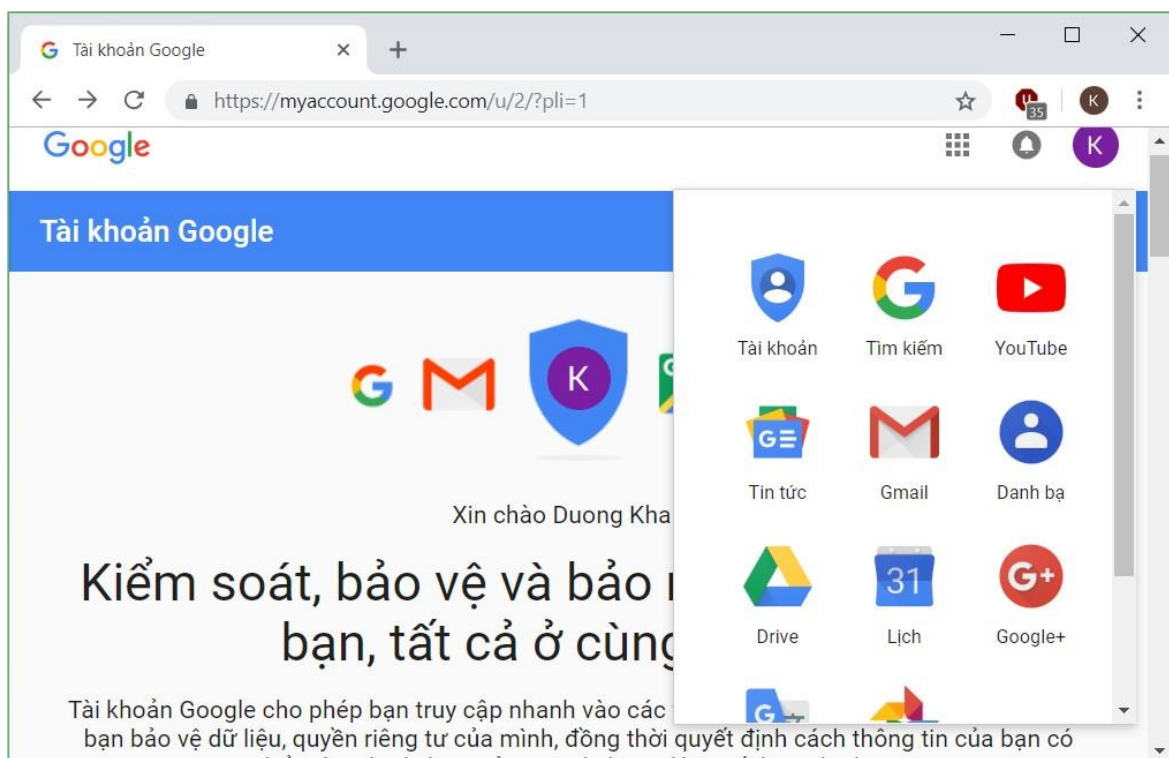 Tài khoản Google
https://myaccount.google.com/u/2/?pli=1
35
K
Google
K
Tài khoản Google
K
Xin chào Duong Kha
Kiểm soát, bảo vệ và bảo
bạn, tất cả ở cùng
Tài khoản Google cho phép bạn truy cập nhanh vào các
bạn bảo vệ dữ liệu, quyền riêng tư của mình, đồng thời quyết định cách thông tin của bạn có
Tài khoản Tìm kiếm YouTube
Tin tức Gmail Danh bạ
31 G+
Drive Lịch Google+